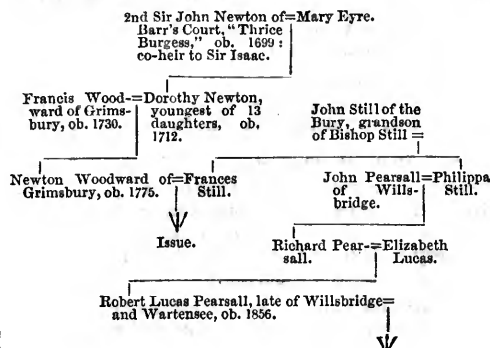 2nd Sir John Newton of=Mary Eyre.
Barr's Court, "Thrice
Burgess," ob. 1699:
co-heir to Sir Isaac.
Francis Wood-=Dorothy Newton,
ward of Grims-
bury, ob. 1730.
youngest of 13
daughters, ob.
1712.
John Still of the
Bury, grandson
of Bishop Still=
Newton Woodward of=Frances
Grimsbury, ob. 1775.
Still.
John Pearsall=Philippa
of Wills-
bridge.
Still.
Issue.
Richard Pear-=Elizabeth
sall.
Lucas.
Robert Lucas Pearsall, late of Willsbridge=
and Wartensee, ob. 1856.